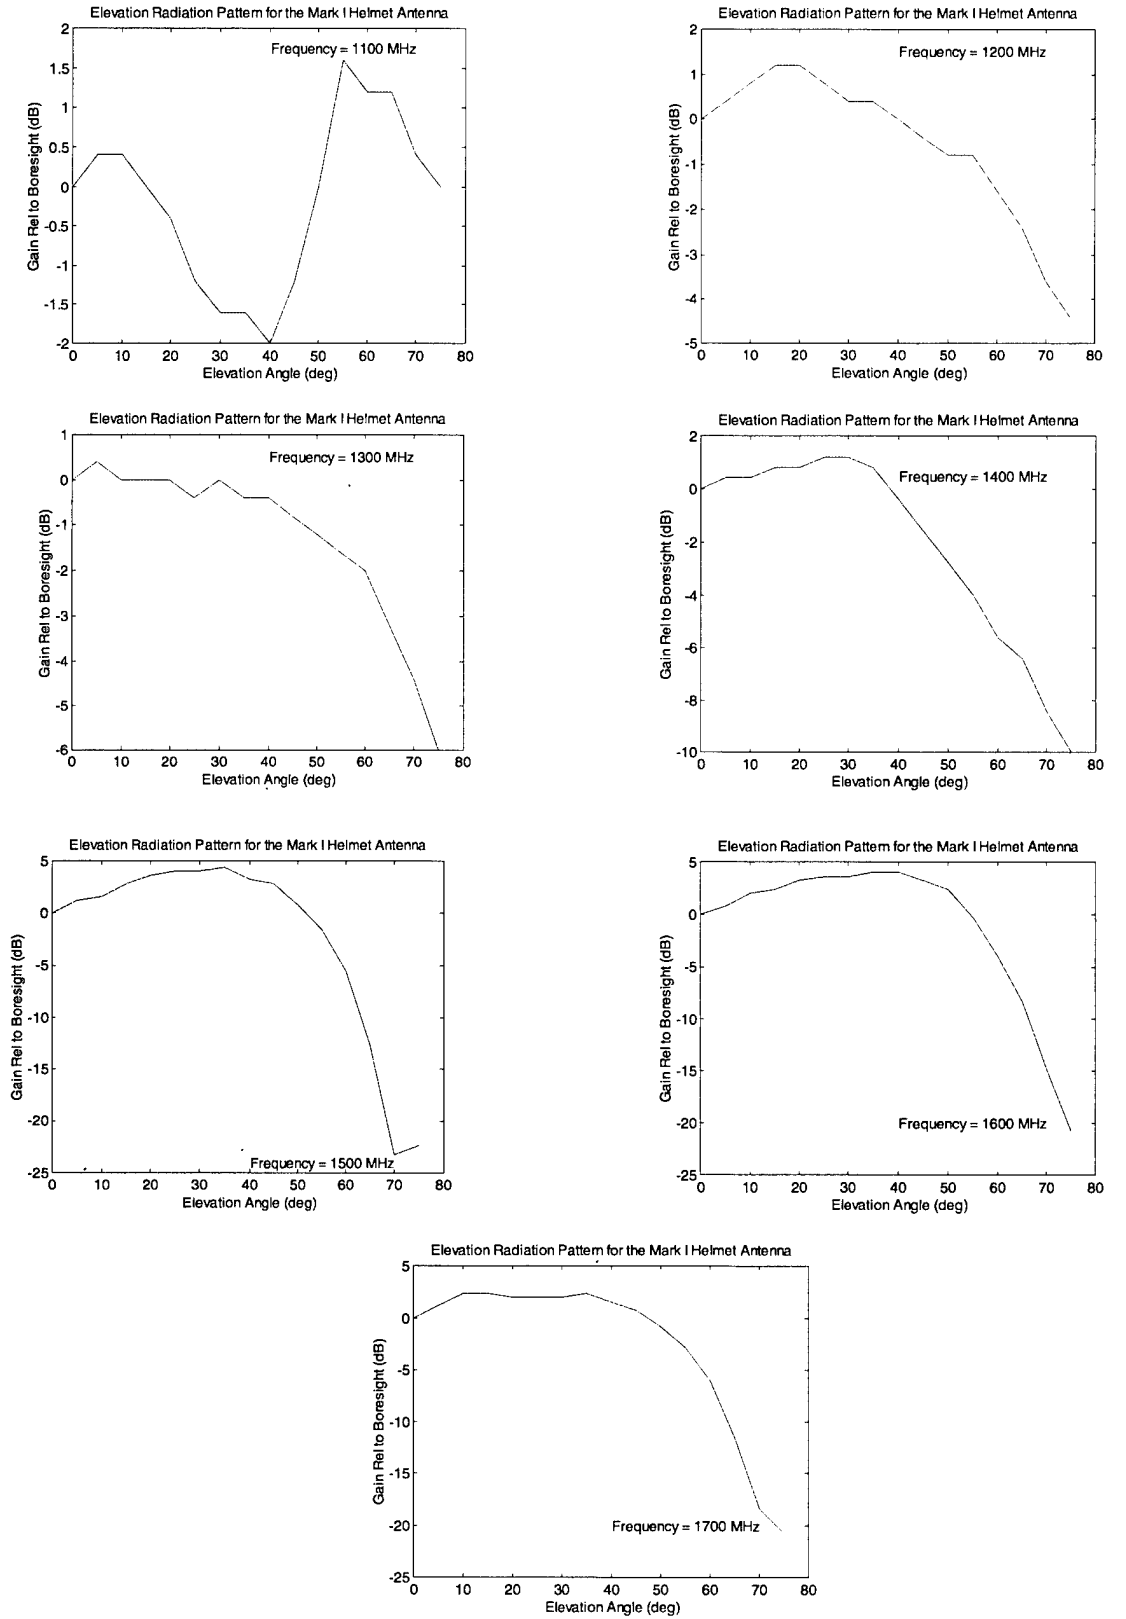 Elevation Radiation Pattern for the Mark I Helmet Antenna
Frequency = 1100 MHz
2
1.5
1
0.5
0
-0.5
-1
-1.5
-2
Gain Rel to Boresight (dB)
0 10 20 30 40 50 60 70 80
Elevation Angle (deg)
Elevation Radiation Pattern for the Mark I Helmet Antenna
Frequency = 1200 MHz
2
1
0
-1
-2
-3
-4
-5
Gain Rel to Boresight (dB)
0 10 20 30 40 50 60 70 80
Elevation Angle (deg)
Elevation Radiation Pattern for the Mark I Helmet Antenna
Frequency = 1300 MHz
1
0
-1
-2
-3
-4
-5
-6
Gain Rel to Boresight (dB)
0 10 20 30 40 50 60 70 80
Elevation Angle (deg)
Elevation Radiation Pattern for the Mark I Helmet Antenna
Frequency = 1400 MHz
2
0
-2
-4
-6
-8
-10
Gain Rel to Boresight (dB)
0 10 20 30 40 50 60 70 80
Elevation Angle (deg)
Elevation Radiation Pattern for the Mark I Helmet Antenna
5
0
-5
-10
-15
-20
-25
Gain Rel to Boresight (dB)
Frequency = 1500 MHz
0 10 20 30 40 50 60 70 80
Elevation Angle (deg)
Elevation Radiation Pattern for the Mark I Helmet Antenna
5
0
-5
-10
-15
-20
-25
Gain Rel to Boresight (dB)
Frequency = 1600 MHz
0 10 20 30 40 50 60 70 80
Elevation Angle (deg)
Elevation Radiation Pattern for the Mark I Helmet Antenna
5
0
-5
-10
-15
-20
-25
Gain Rel to Boresight (dB)
Frequency = 1700 MHz
0 10 20 30 40 50 60 70 80
Elevation Angle (deg)